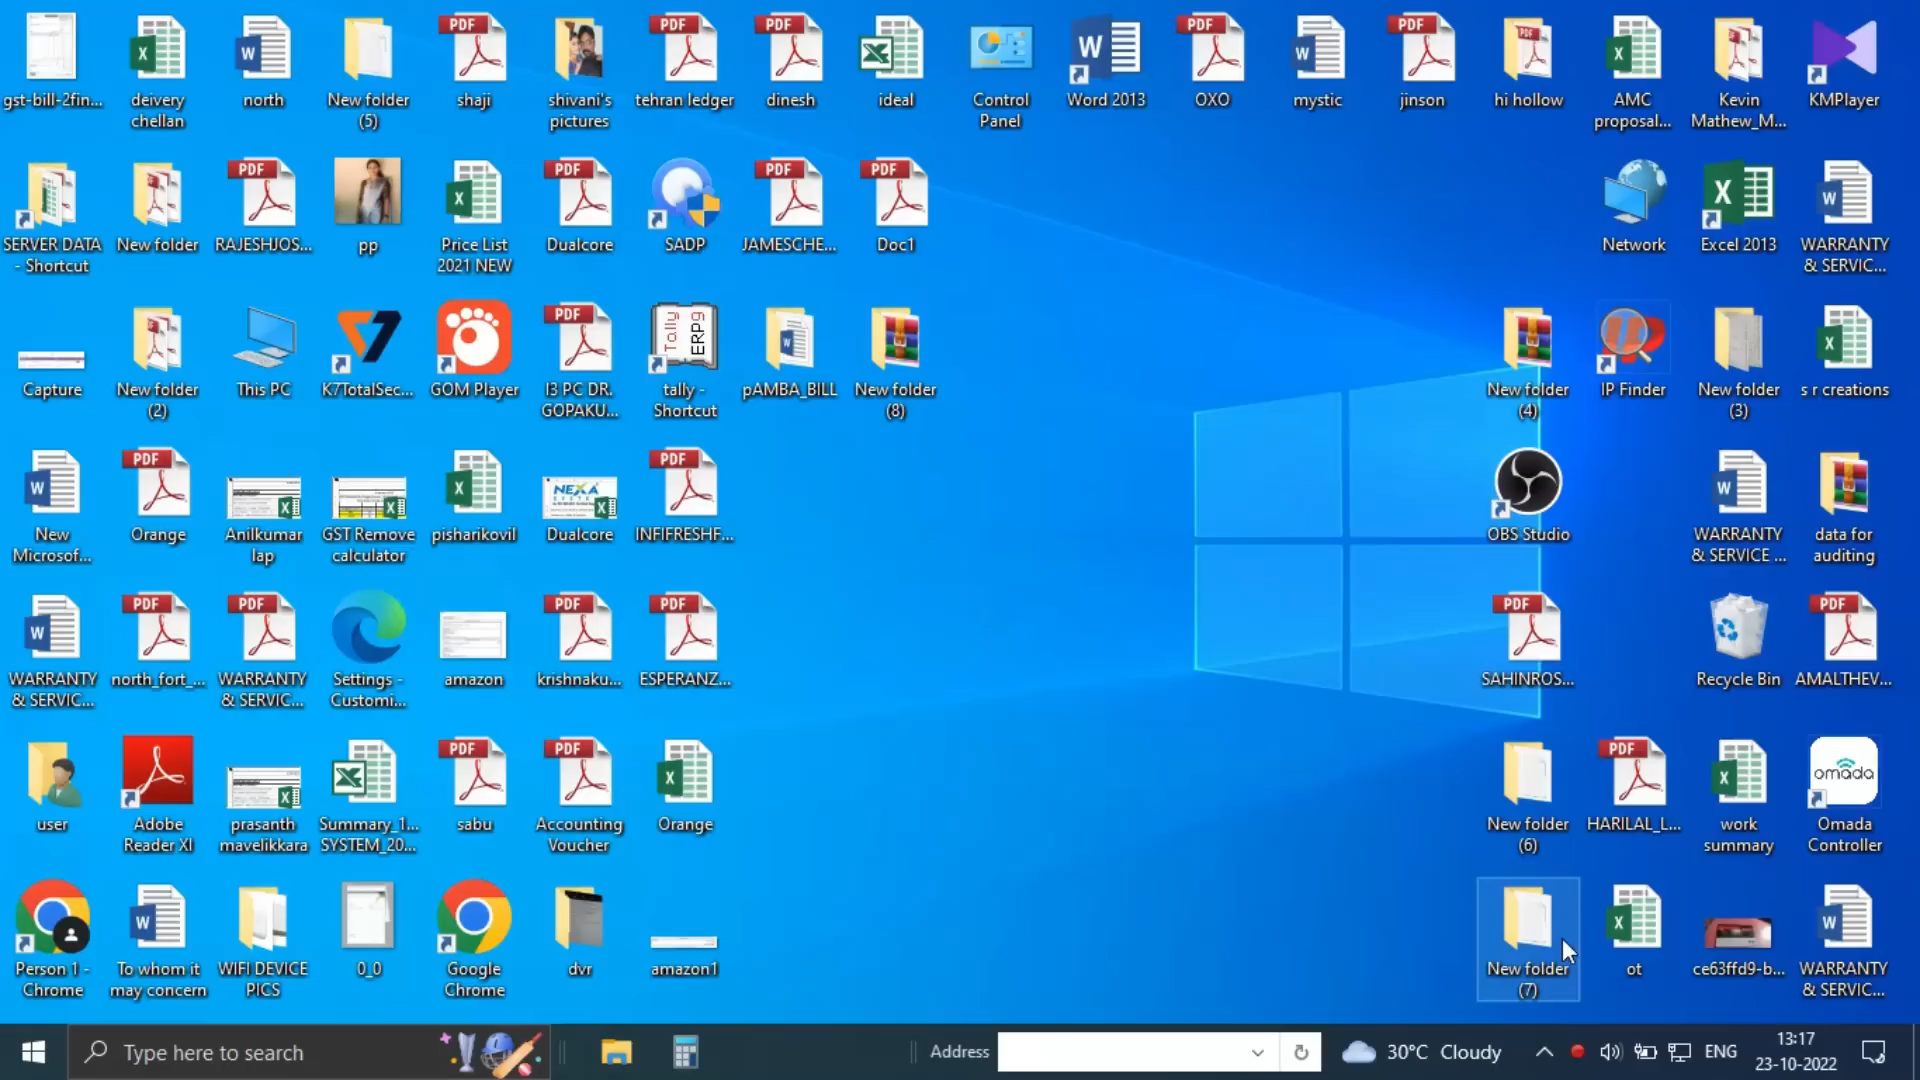 gst-bill-2fin...
deivery
chellan
north
New folder
(5)
shaji
shivani's
pictures
tehran ledger
dinesh
ideal
Control
Panel
Word 2013
OXO
mystic
jinson
hi hollow
AMC
proposal...
Kevin
Mathew_M...
KMPlayer
SERVER DATA
- Shortcut
New folder
RAJESHJOS...
pp
Price List
2021 NEW
Dualcore
SADP
JAMESCHE...
Doc1
Network
Excel 2013
WARRANTY
& SERVIC...
Capture
New folder
(2)
This PC
K7TotalSec...
GOM Player
I3 PC DR.
GOPAKU...
tally -
Shortcut
pAMBA_BILL
New folder
(8)
New folder
(4)
IP Finder
New folder
(3)
s r creations
New
Microsof...
Orange
Anilkumar
lap
GST Remove
calculator
pisharikovil
Dualcore
INFIFRESHF...
OBS Studio
WARRANTY
& SERVICE ...
data for
auditing
WARRANTY
& SERVIC...
north_fort_...
WARRANTY
& SERVIC...
Settings -
Customi...
amazon
krishnaku...
ESPERANZ...
SAHINROS...
Recycle Bin
AMALTHEV...
user
Adobe
Reader XI
prasanth
mavelikkara
Summary_1...
SYSTEM_20...
sabu
Accounting
Voucher
Orange
New folder
(6)
HARILAL_L...
work
summary
omada
Omada
Controller
Person 1 -
Chrome
To whom it
may concern
WIFI DEVICE
PICS
0_0
Google
Chrome
dvr
amazon1
New folder
(7)
ot
ce63ffd9-b...
WARRANTY
& SERVIC...
Type here to search
Address
30°C Cloudy
ENG
13:17
23-10-2022